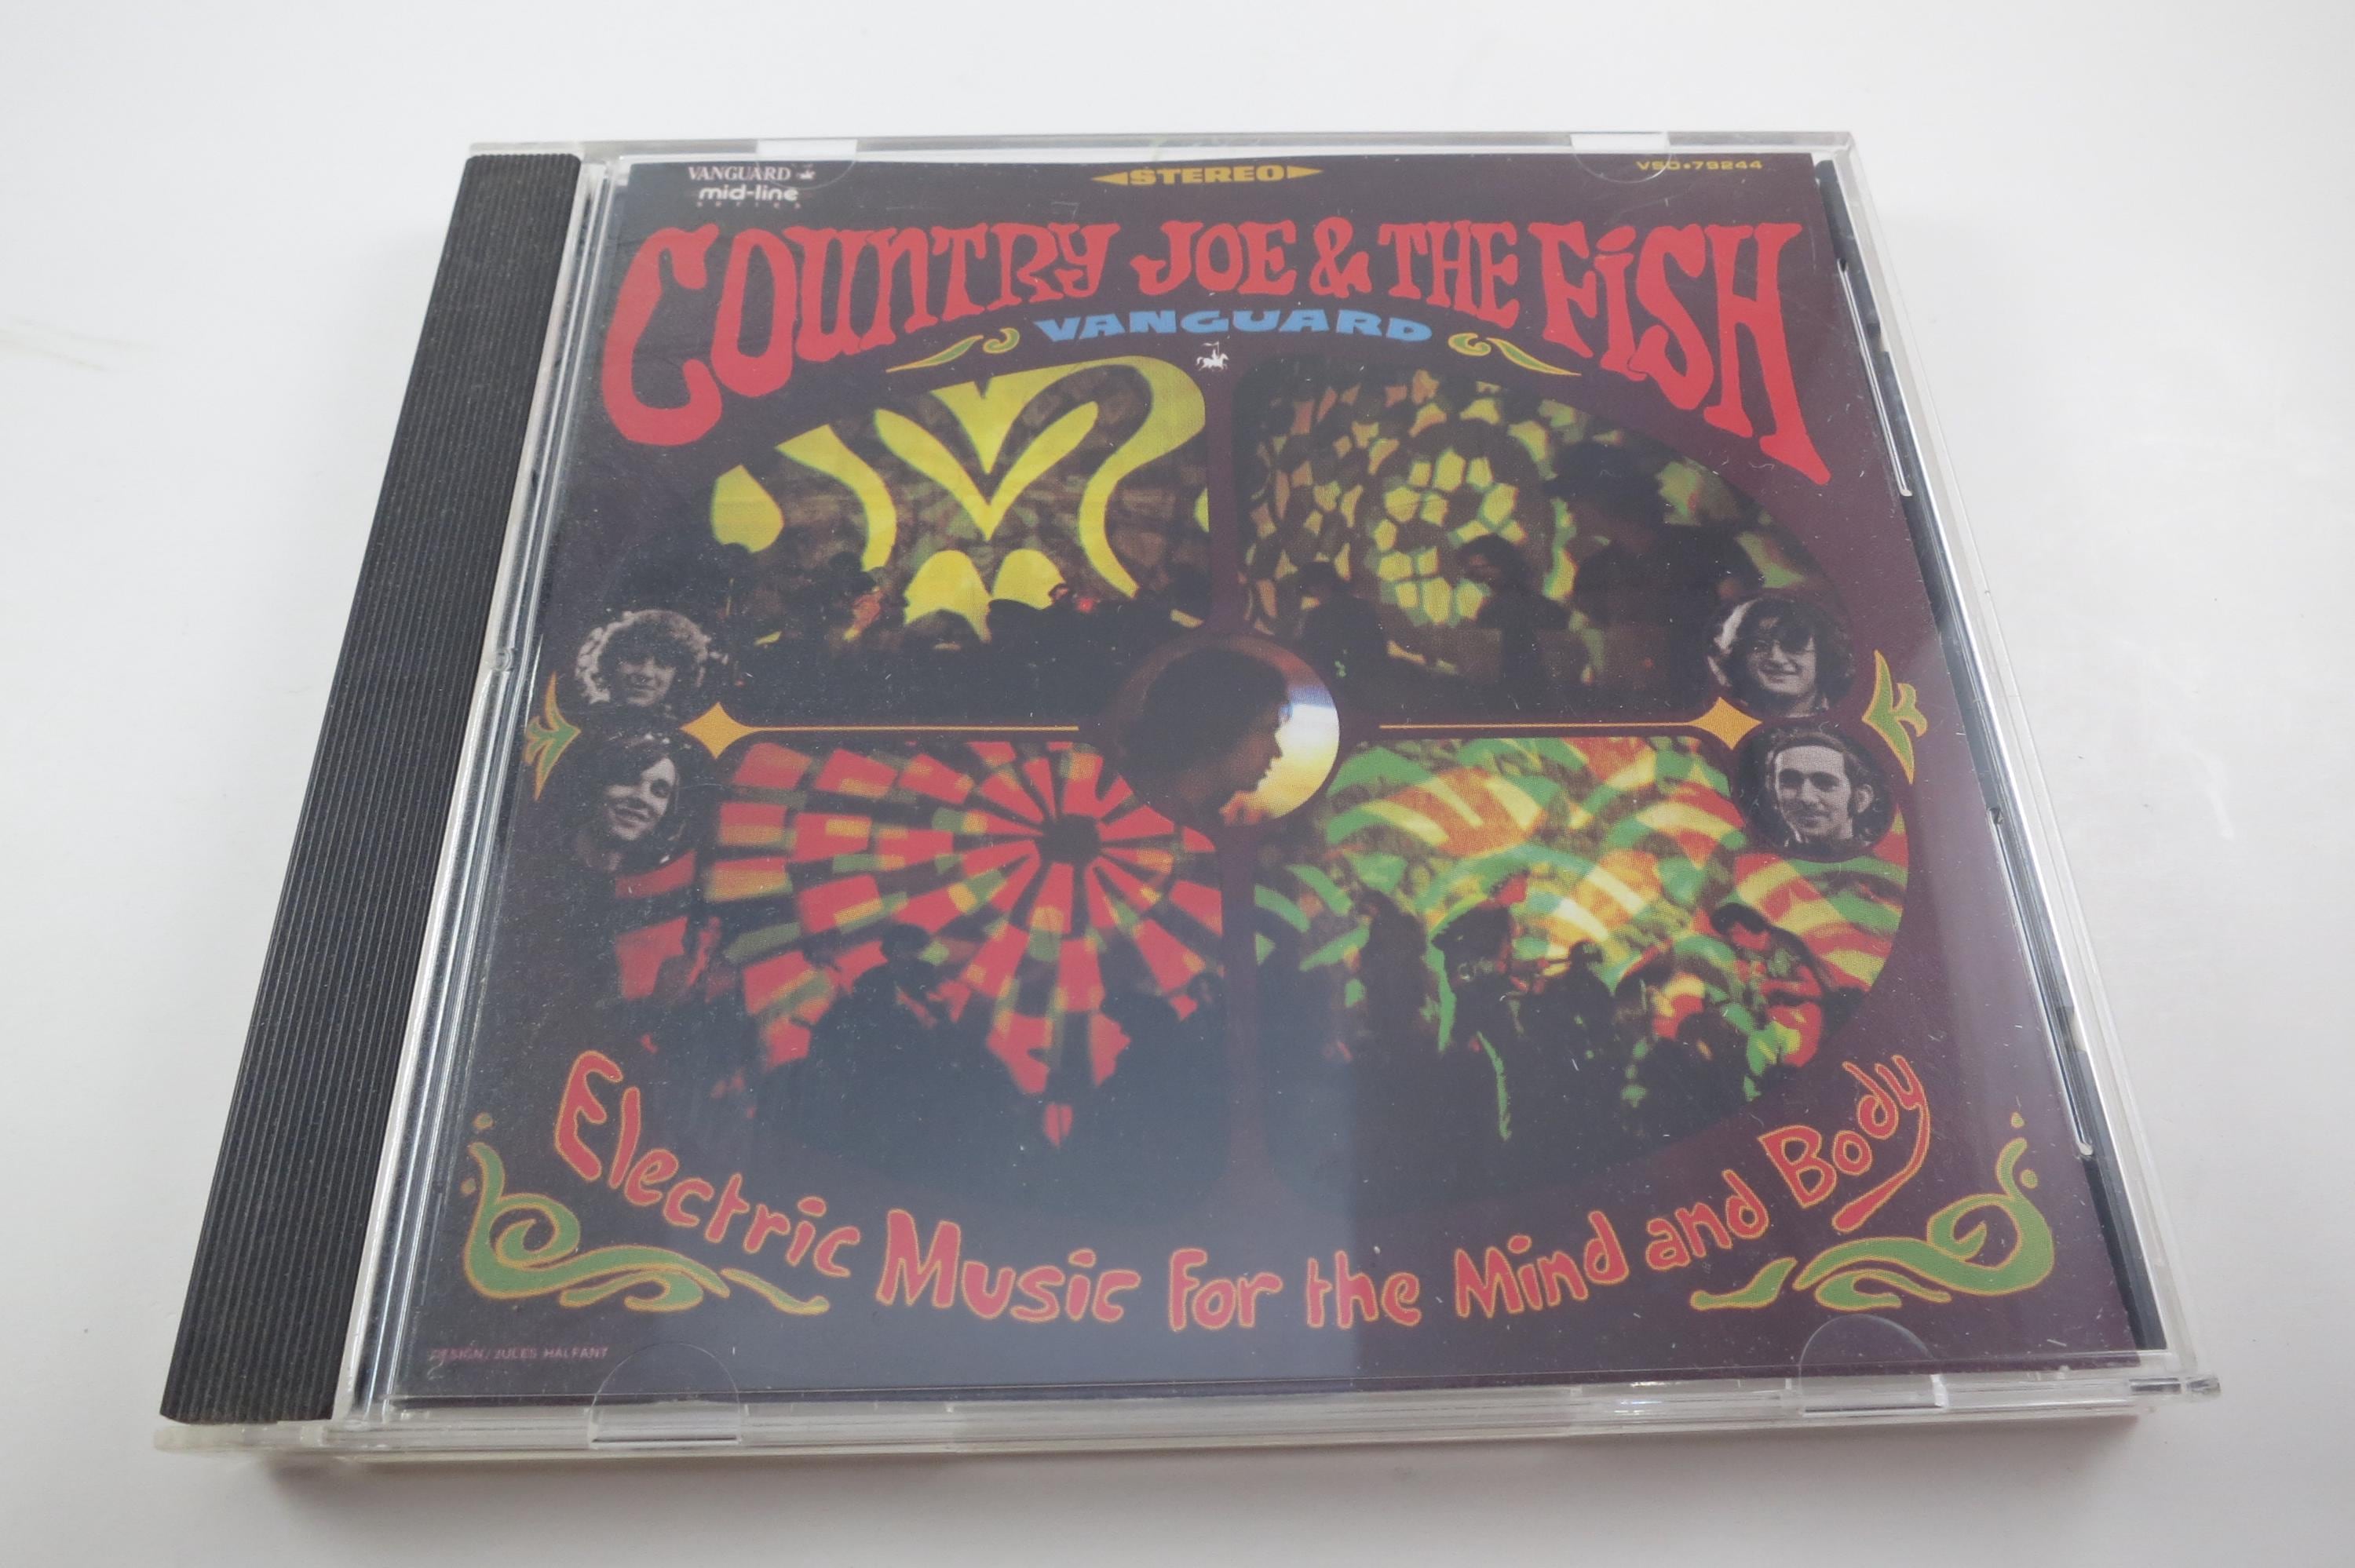 VANGUARD
mid-line
STEREO
VSD•79244
COUNTRY JOE & THE FiSH
VANGUARD
Electric Music For the Mind and Body
DESIGN/JULES HALFANT